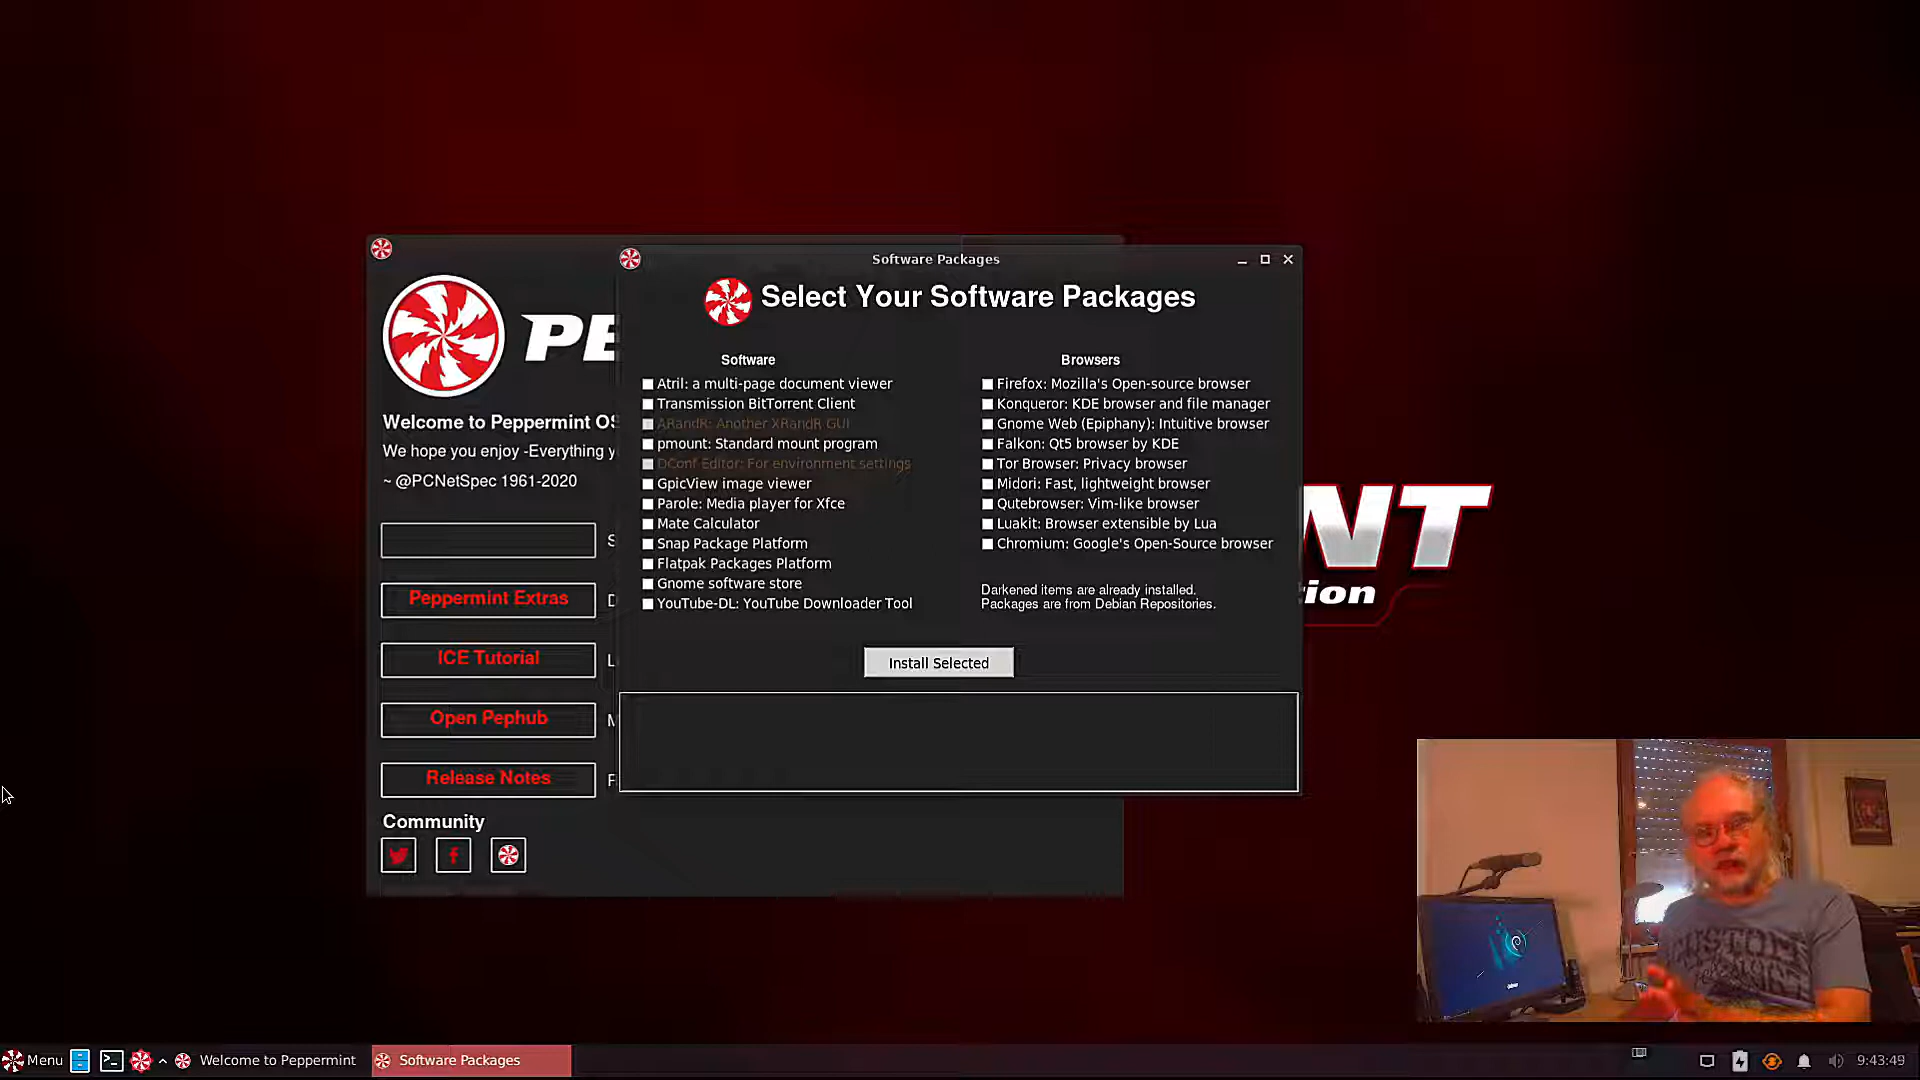 Software Packages
Select Your Software Packages
PE
Welcome to Peppermint OS
We hope you enjoy -Everything y
~ @PCNetSpec 1961-2020
Peppermint Extras
ICE Tutorial
Open Pephub
Release Notes
Community
Software
Atril: a multi-page document viewer
Transmission BitTorrent Client
ARandR: Another XRandR GUI
pmount: Standard mount program
DConf Editor: For environment settings
GpicView image viewer
Parole: Media player for Xfce
Mate Calculator
Snap Package Platform
Flatpak Packages Platform
Gnome software store
YouTube-DL: YouTube Downloader Tool
Browsers
Firefox: Mozilla's Open-source browser
Konqueror: KDE browser and file manager
Gnome Web (Epiphany): Intuitive browser
Falkon: Qt5 browser by KDE
Tor Browser: Privacy browser
Midori: Fast, lightweight browser
Qutebrowser: Vim-like browser
Luakit: Browser extensible by Lua
Chromium: Google's Open-Source browser
Darkened items are already installed.
Packages are from Debian Repositories.
Install Selected
NT
ion
Menu
Welcome to Peppermint
Software Packages
9:43:49